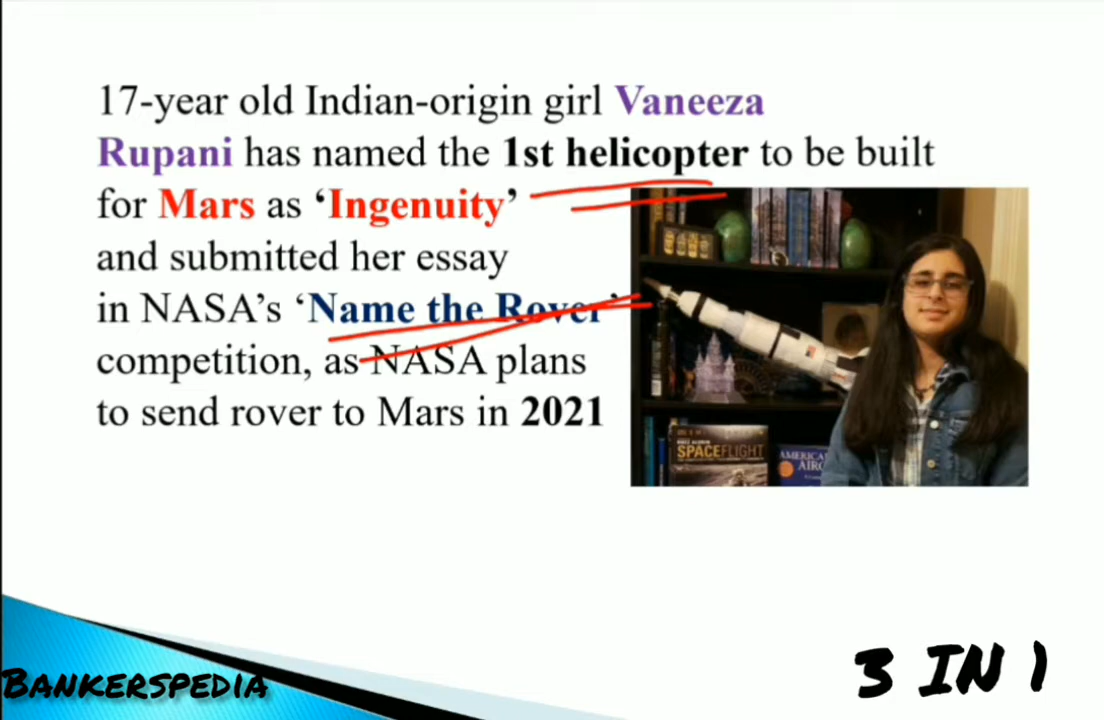 17-year old Indian-origin girl Vaneeza
Rupani has named the 1st helicopter to be built
for Mars as ‘Ingenuity’
and submitted her essay
in NASA’s ‘Name the Rover’
competition, as NASA plans
to send rover to Mars in 2021
SPACEFLIGHT
AMERICA
AIRC
BANKERSPEDIA
3 IN 1